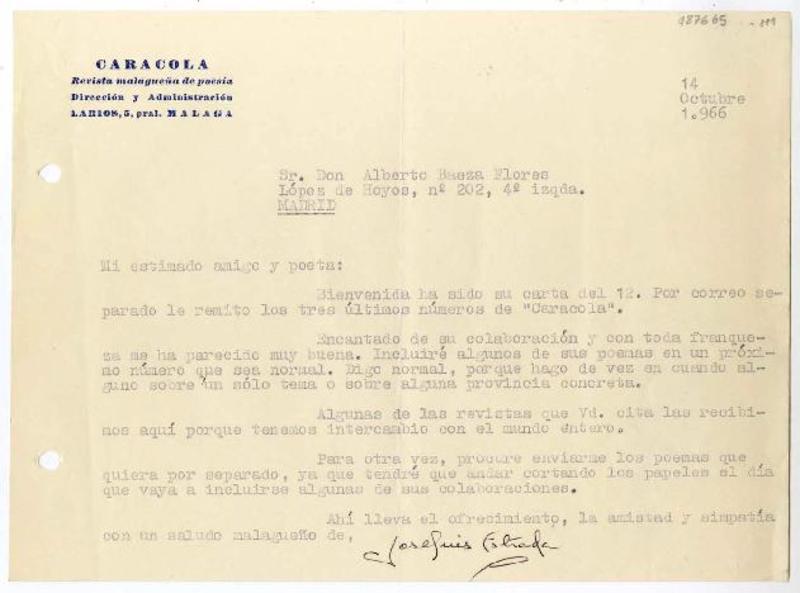 187665 - 111
CARACOLA
Revista malagueña de poesía
Dirección y Administración
LARIOS, 5, pral. MALAGA
14
Octubre
1.966
Sr. Don Alberto Baeza Flores
López de Hoyos, nº 202, 4º izqda.
MADRID
Mi estimado amigo y poeta:
Bienvenida ha sido su carta del 12. Por correo se-
parado le remito los tres últimos números de "Caracola".
Encantado de su colaboración y con toda franque-
za me ha parecido muy buena. Incluiré algunos de sus poemas en un próxi-
mo número que sea normal. Digo normal, porque hago de vez en cuando al-
guno sobre un sólo tema o sobre alguna provincia concreta.
Algunas de las revistas que Vd. cita las recibi-
mos aquí porque tenemos intercambio con el mundo entero.
Para otra vez, procure enviarme los poemas que
quiera por separado, ya que tendré que andar cortando los papeles el día
que vaya a incluirse algunas de sus colaboraciones.
Ahí lleva el ofrecimiento, la amistad y simpatía
con un saludo malagueño de,
José Luis Estrada